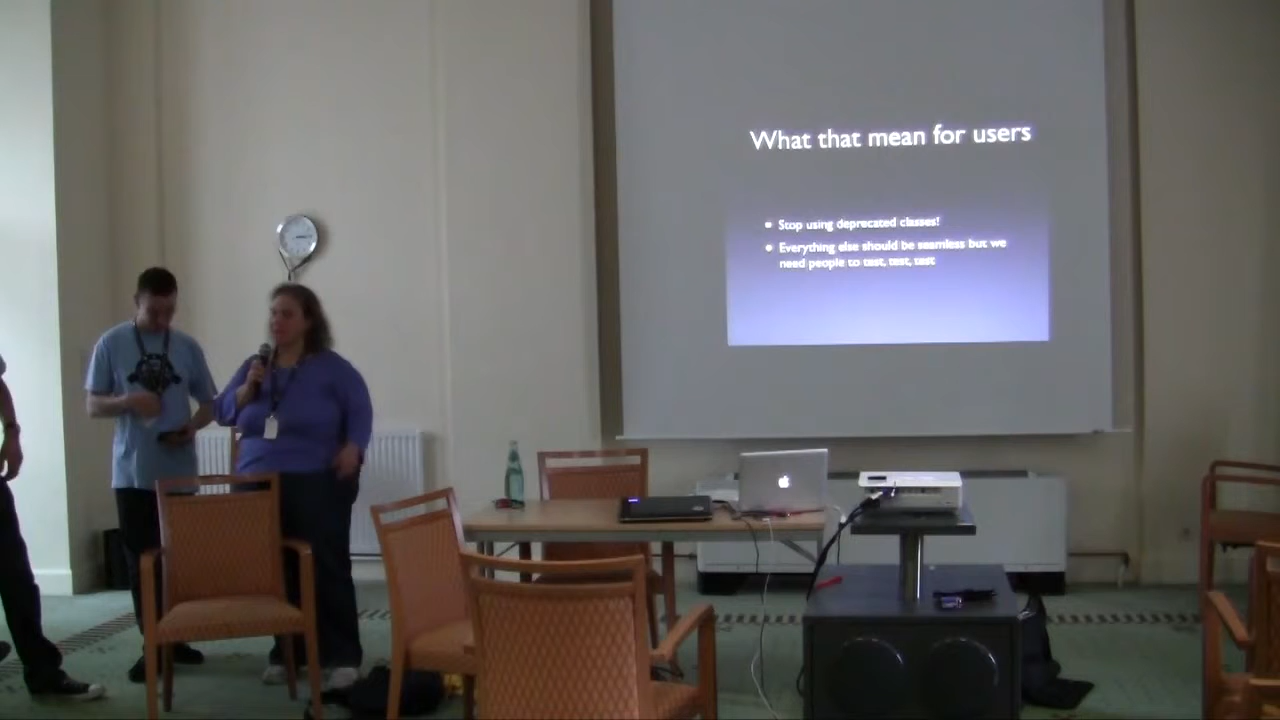 What that mean for users
• Stop using deprecated classes!
• Everything else should be seamless but we
need people to test, test, test